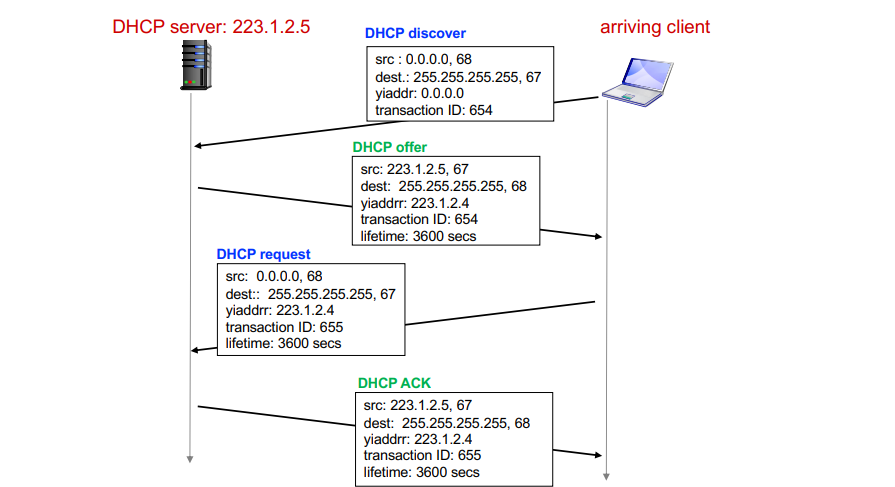 DHCP server: 223.1.2.5
arriving client
DHCP discover
src : 0.0.0.0, 68
dest.: 255.255.255.255, 67
yiaddr: 0.0.0.0
transaction ID: 654
DHCP offer
src: 223.1.2.5, 67
dest: 255.255.255.255, 68
yiaddrr: 223.1.2.4
transaction ID: 654
lifetime: 3600 secs
DHCP request
src: 0.0.0.0, 68
dest:: 255.255.255.255, 67
yiaddrr: 223.1.2.4
transaction ID: 655
lifetime: 3600 secs
DHCP ACK
src: 223.1.2.5, 67
dest: 255.255.255.255, 68
yiaddrr: 223.1.2.4
transaction ID: 655
lifetime: 3600 secs